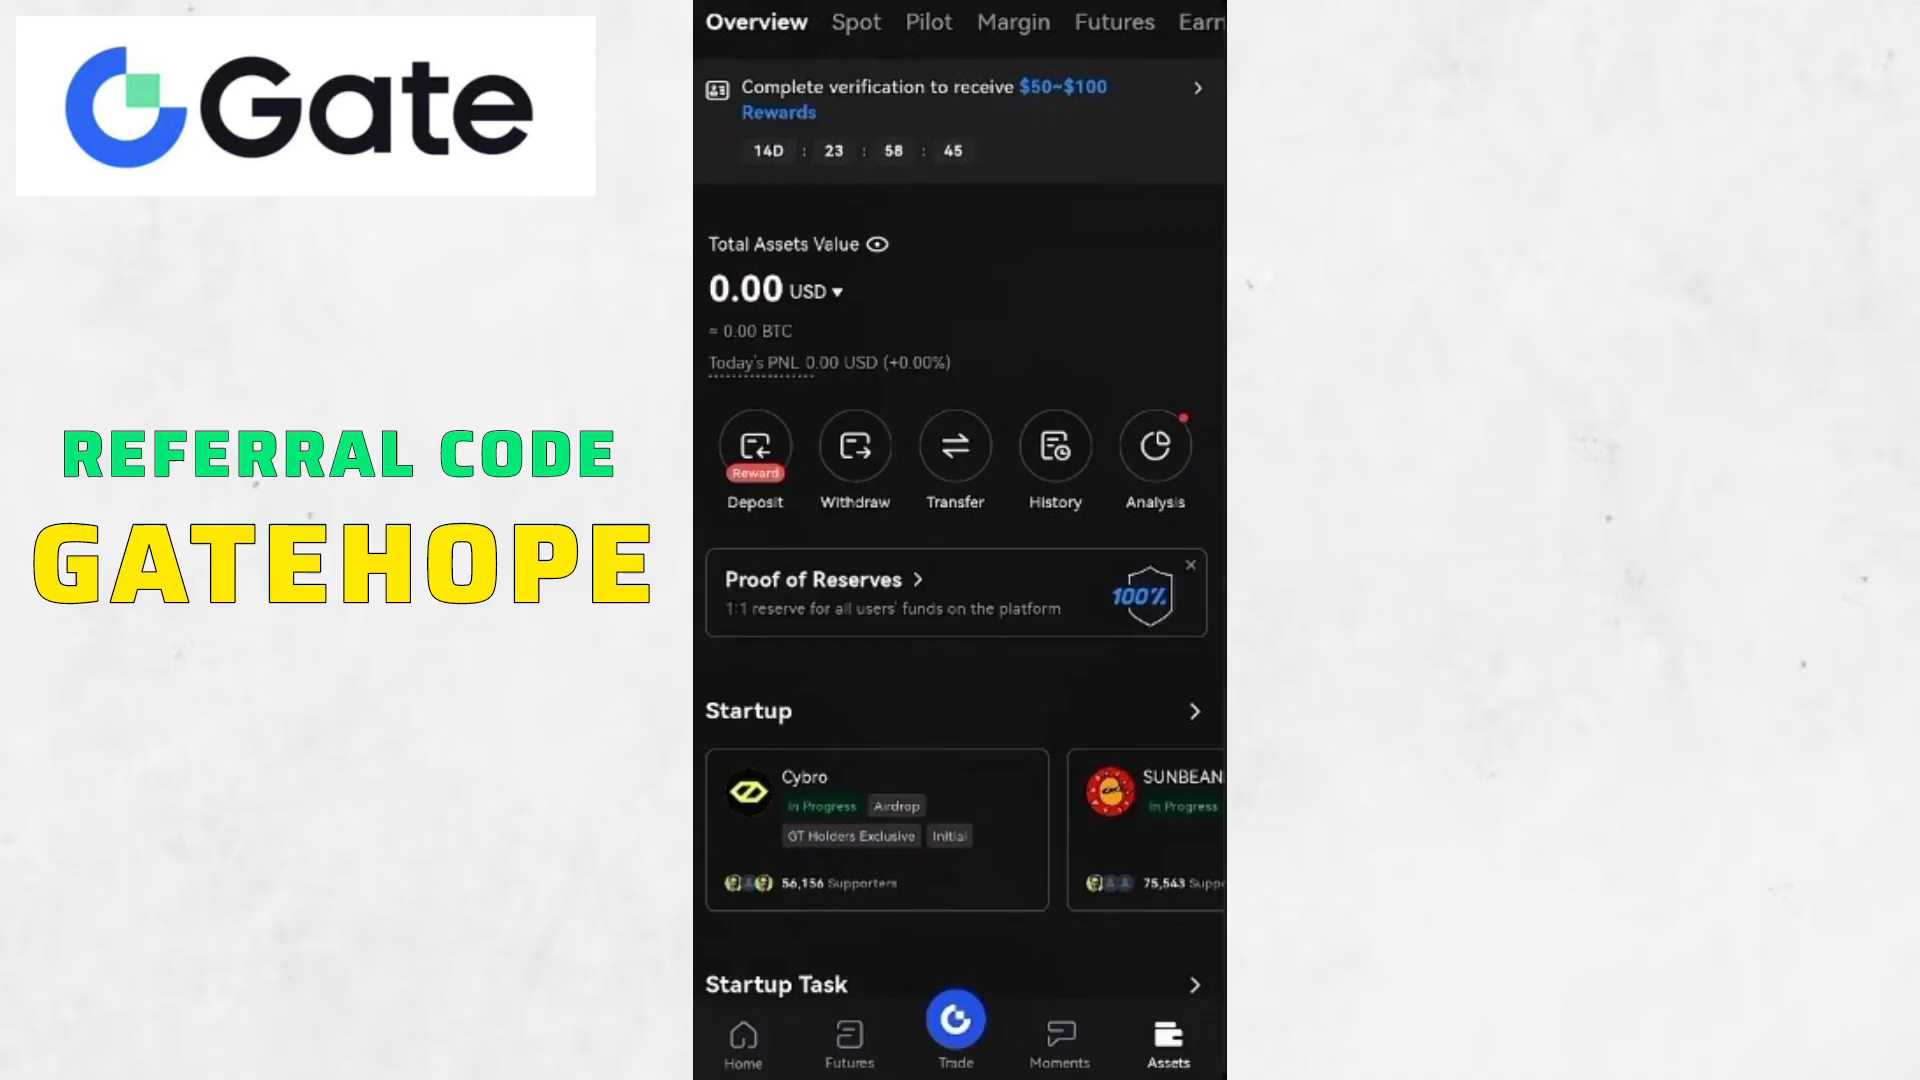 Gate
REFERRAL CODE
GATEHOPE
Overview Spot Pilot Margin Futures Earn
Complete verification to receive $50~$100
Rewards
14D : 23 : 58 : 45
Total Assets Value
0.00 USD
≈ 0.00 BTC
Today's PNL 0.00 USD (+0.00%)
Reward
Deposit Withdraw Transfer History Analysis
Proof of Reserves
1:1 reserve for all users' funds on the platform
100%
Startup
Cybro
In Progress Airdrop
GT Holders Exclusive Initial
56,156 Supporters
SUNBEAN
In Progress
75,543 Suppo
Startup Task
Home Futures Trade Moments Assets